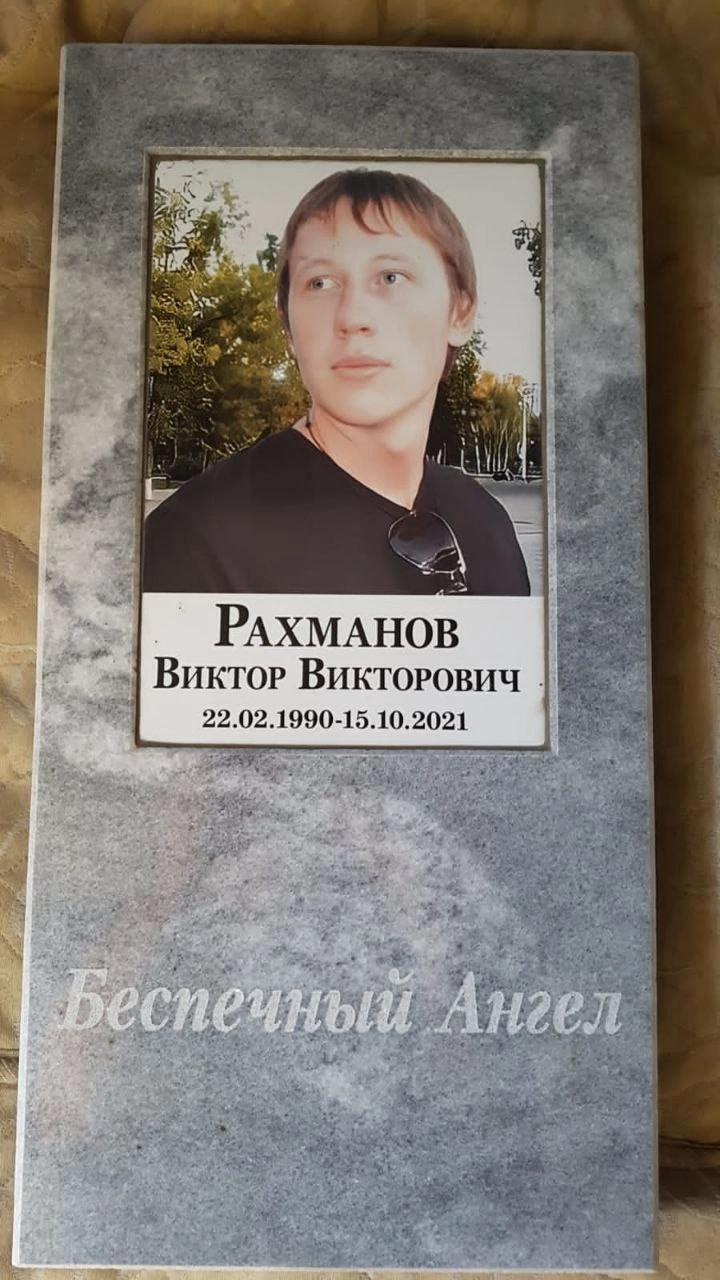 Рахманов
Виктор Викторович
22.02.1990-15.10.2021
Беспечный Ангел